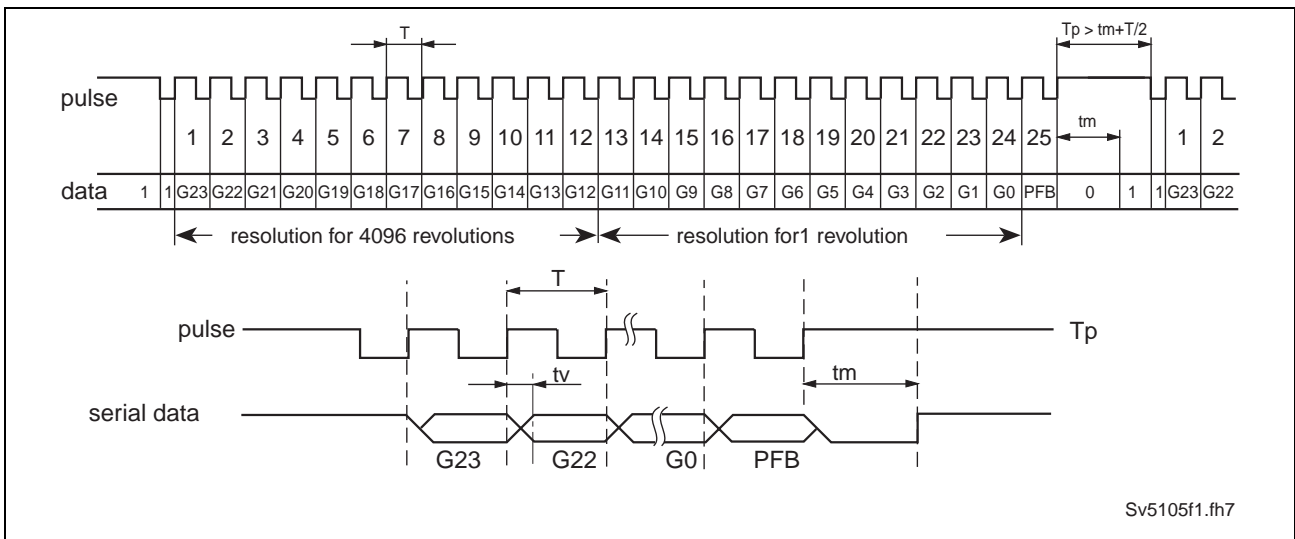 T
Tp > tm+T/2
pulse
1 2 3 4 5 6 7 8 9 10 11 12 13 14 15 16 17 18 19 20 21 22 23 24 25 tm 1 2
data 1 1 G23 G22 G21 G20 G19 G18 G17 G16 G15 G14 G13 G12 G11 G10 G9 G8 G7 G6 G5 G4 G3 G2 G1 G0 PFB 0 1 1 G23 G22
resolution for 4096 revolutions resolution for1 revolution
T
pulse Tp
tv tm
serial data
G23 G22 G0 PFB
Sv5105f1.fh7